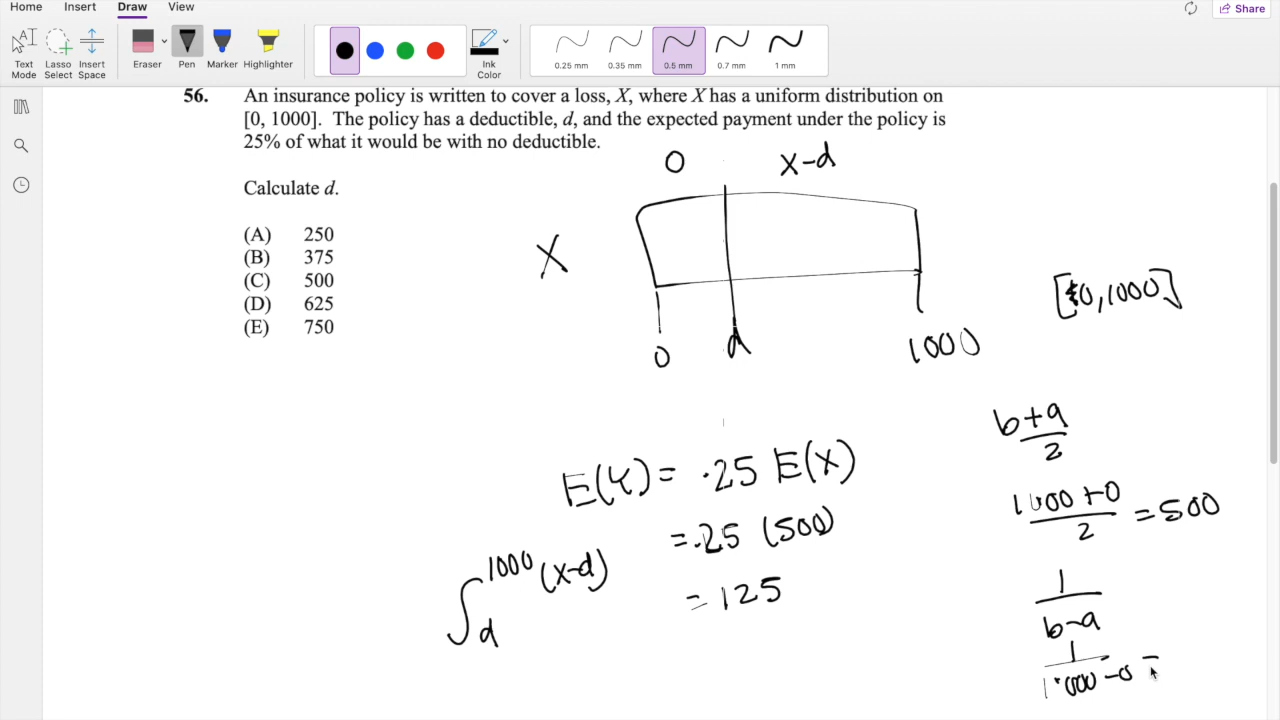 Home Insert Draw View
Share
Text Mode
Lasso Select
Insert Space
Eraser
Pen
Marker
Highlighter
Ink Color
0.25 mm
0.35 mm
0.5 mm
0.7 mm
1 mm
56. An insurance policy is written to cover a loss, X, where X has a uniform distribution on
[0, 1000]. The policy has a deductible, d, and the expected payment under the policy is
25% of what it would be with no deductible.
Calculate d.
(A) 250
(B) 375
(C) 500
(D) 625
(E) 750
0 x-d
X
0 d 1000
[0,1000]
E(Y) = .25 E(X)
= .25 (500)
= 125
∫ d 1000 (x-d)
b+a / 2
1000+0 / 2 = 500
1 / b-a
1 / 1000-0 =